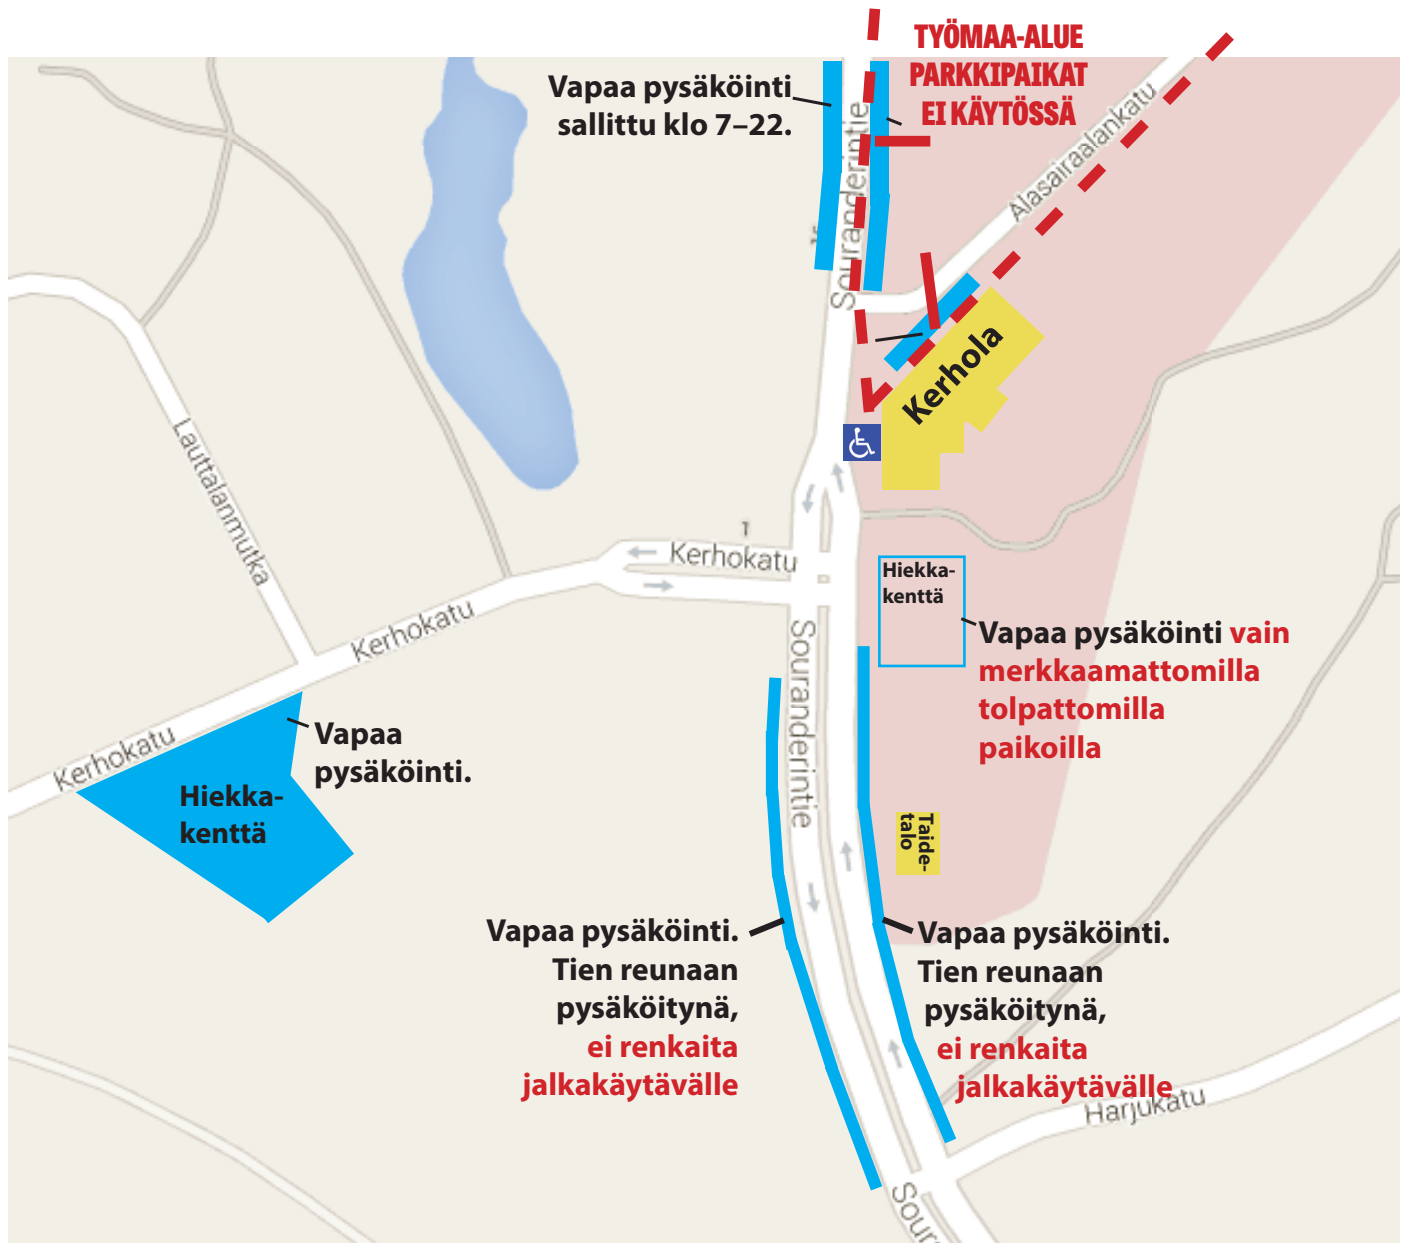 TYÖMAA-ALUE
PARKKIPAIKAT
EI KÄYTÖSSÄ
Vapaa pysäköinti
sallittu klo 7–22.
Souranderintie
Alasairaalankatu
Kerhola
Lauttalanmutka
1
Kerhokatu
Kerhokatu
Kerhokatu
Hiekka-
kenttä
Vapaa pysäköinti vain
merkkaamattomilla
tolpattomilla
paikoilla
Souranderintie
Vapaa
pysäköinti.
Hiekka-
kenttä
Taide-
talo
Vapaa pysäköinti.
Tien reunaan
pysäköitynä,
ei renkaita
jalkakäytävälle
Vapaa pysäköinti.
Tien reunaan
pysäköitynä,
ei renkaita
jalkakäytävälle
Harjukatu
Sour